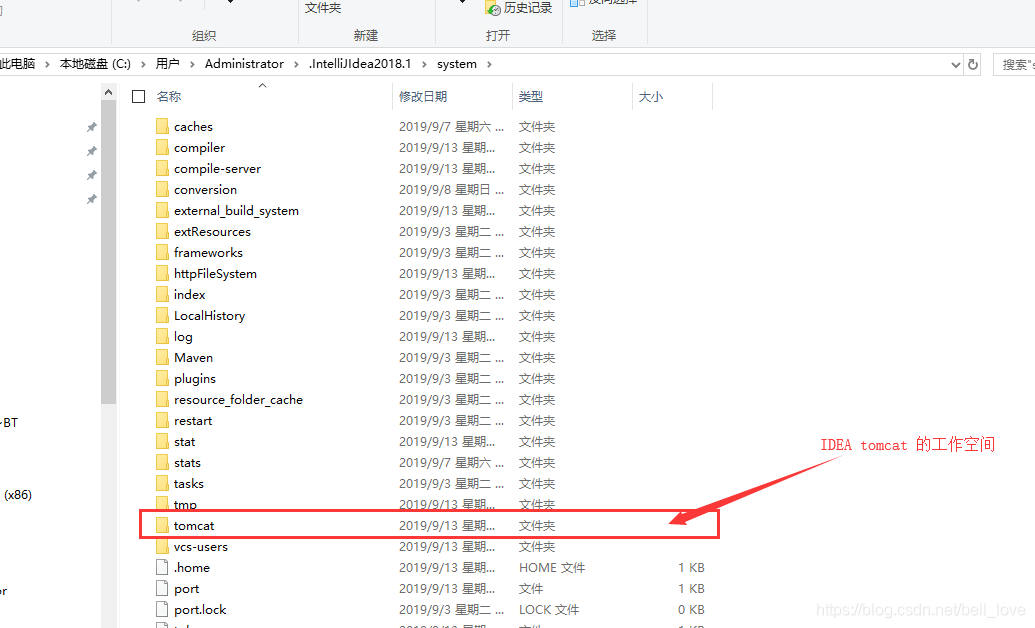 文件夹
历史记录
组织
新建
打开
选择
此电脑 › 本地磁盘 (C:) › 用户 › Administrator › .IntelliJIdea2018.1 › system ›
搜索"s
名称 修改日期 类型 大小
caches 2019/9/7 星期六 ... 文件夹
compiler 2019/9/13 星期... 文件夹
compile-server 2019/9/13 星期... 文件夹
conversion 2019/9/8 星期日 ... 文件夹
external_build_system 2019/9/13 星期... 文件夹
extResources 2019/9/3 星期二 ... 文件夹
frameworks 2019/9/3 星期二 ... 文件夹
httpFileSystem 2019/9/13 星期... 文件夹
index 2019/9/3 星期二 ... 文件夹
LocalHistory 2019/9/3 星期二 ... 文件夹
log 2019/9/13 星期... 文件夹
Maven 2019/9/3 星期二 ... 文件夹
plugins 2019/9/3 星期二 ... 文件夹
resource_folder_cache 2019/9/3 星期二 ... 文件夹
restart 2019/9/3 星期二 ... 文件夹
stat 2019/9/13 星期... 文件夹
stats 2019/9/7 星期六 ... 文件夹
tasks 2019/9/3 星期二 ... 文件夹
tmp 2019/9/13 星期... 文件夹
tomcat 2019/9/13 星期... 文件夹
vcs-users 2019/9/13 星期... 文件夹
.home 2019/9/13 星期... HOME 文件 1 KB
port 2019/9/13 星期... 文件 1 KB
port.lock 2019/9/3 星期二 ... LOCK 文件 0 KB
BT
(x86)
IDEA tomcat 的工作空间
https://blog.csdn.net/bell_love